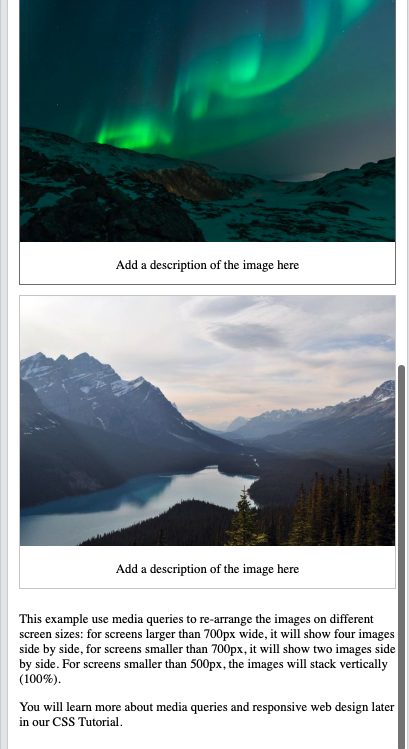 Add a description of the image here
Add a description of the image here
This example use media queries to re-arrange the images on different
screen sizes: for screens larger than 700px wide, it will show four images
side by side, for screens smaller than 700px, it will show two images side
by side. For screens smaller than 500px, the images will stack vertically
(100%).
You will learn more about media queries and responsive web design later
in our CSS Tutorial.